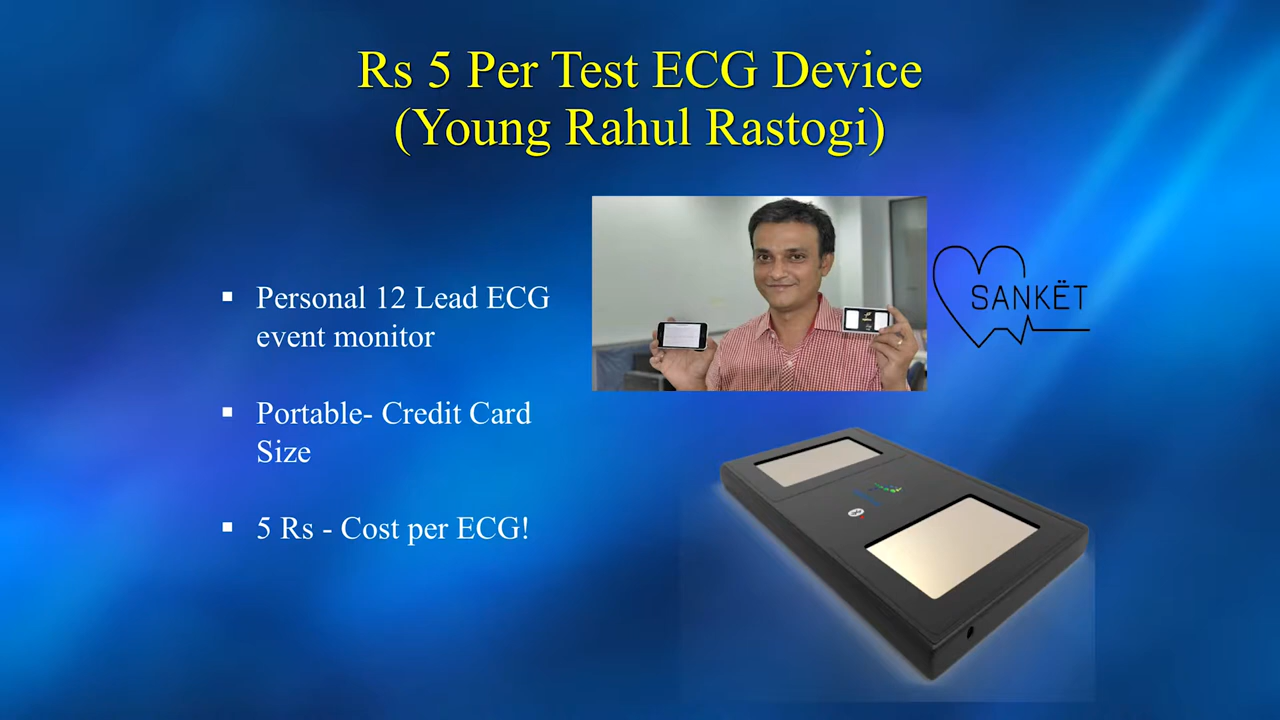 Rs 5 Per Test ECG Device
(Young Rahul Rastogi)
▪ Personal 12 Lead ECG
event monitor
▪ Portable- Credit Card
Size
▪ 5 Rs - Cost per ECG!
SANKËT